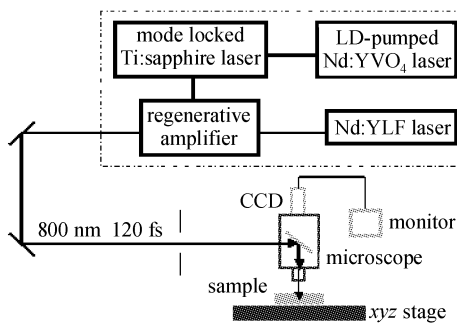 mode locked
Ti:sapphire laser
LD-pumped
Nd:YVO₄ laser
regenerative
amplifier
Nd:YLF laser
CCD
monitor
800 nm 120 fs
microscope
sample
xyz stage